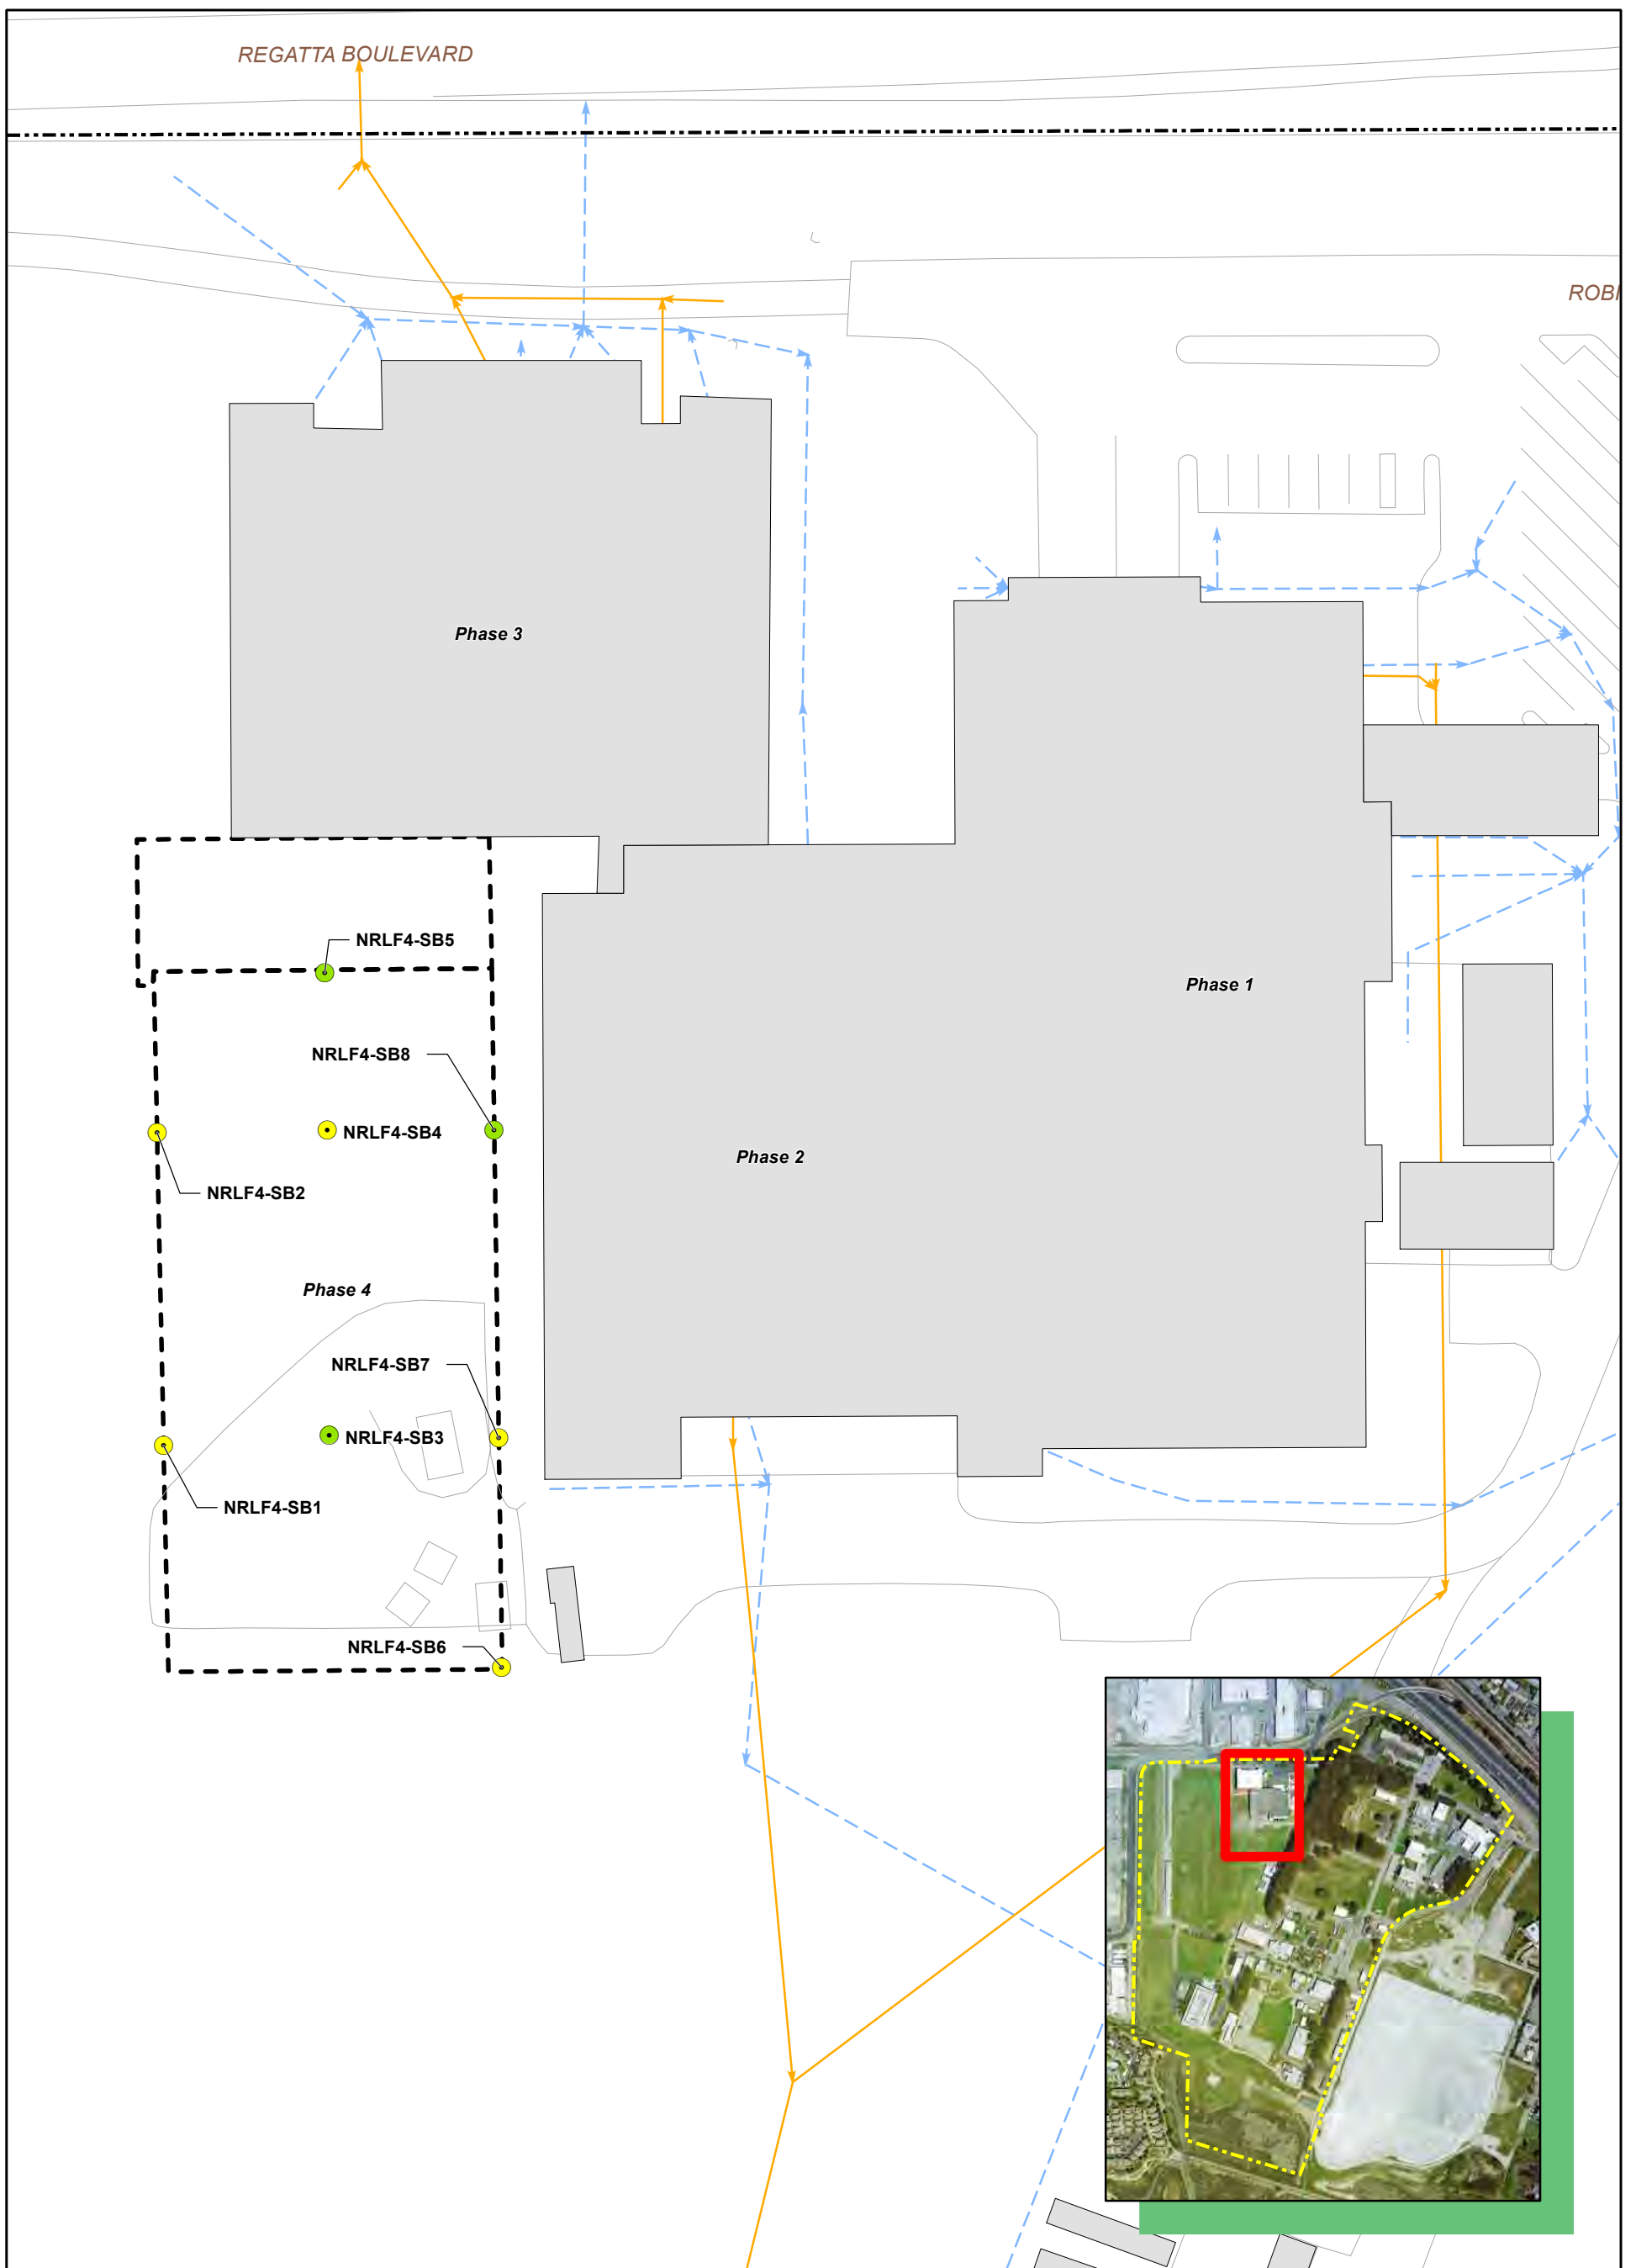 REGATTA BOULEVARD
ROBI
Phase 3
NRLF4-SB5
Phase 1
NRLF4-SB8
NRLF4-SB4
Phase 2
NRLF4-SB2
Phase 4
NRLF4-SB7
NRLF4-SB3
NRLF4-SB1
NRLF4-SB6